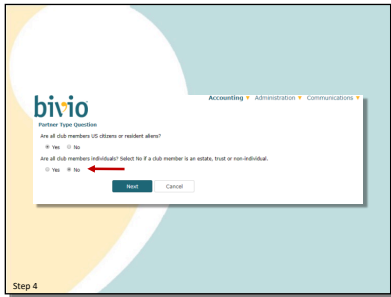 bivio
Accounting ▼ Administration ▼ Communications ▼
Partner Type Question
Are all club members US citizens or resident aliens?
Yes No
Are all club members individuals? Select No if a club member is an estate, trust or non-individual.
Yes No
Next Cancel
Step 4